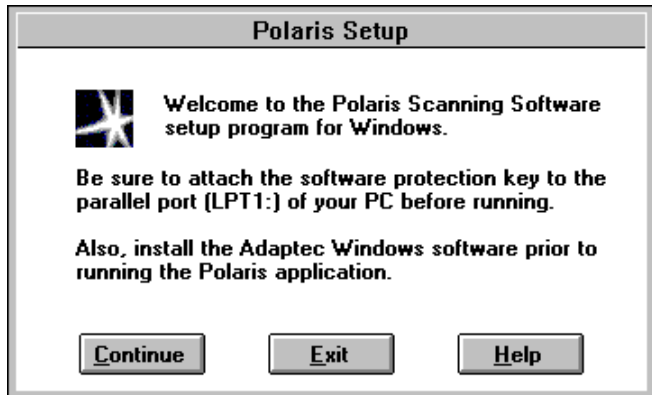 Polaris Setup
Welcome to the Polaris Scanning Software
setup program for Windows.
Be sure to attach the software protection key to the
parallel port (LPT1:) of your PC before running.
Also, install the Adaptec Windows software prior to
running the Polaris application.
Continue Exit Help